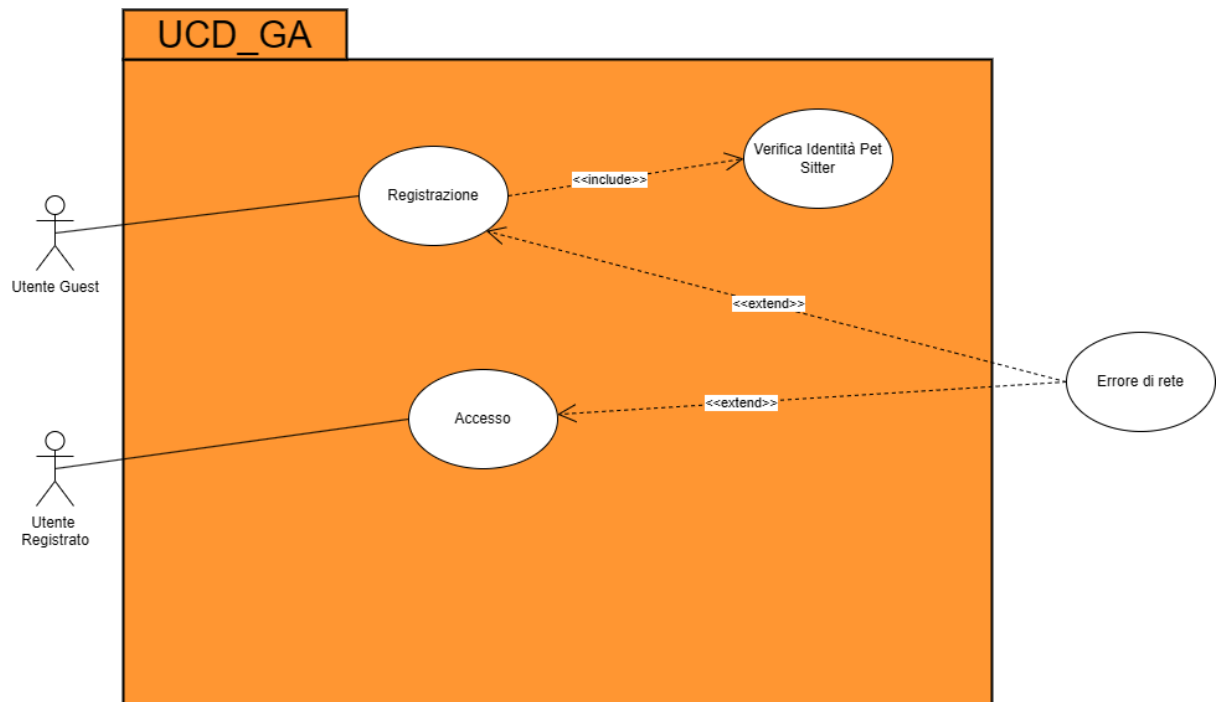 UCD_GA
Verifica Identità Pet
Sitter
<<include>>
Registrazione
Utente Guest
<<extend>>
Errore di rete
<<extend>>
Accesso
Utente
Registrato